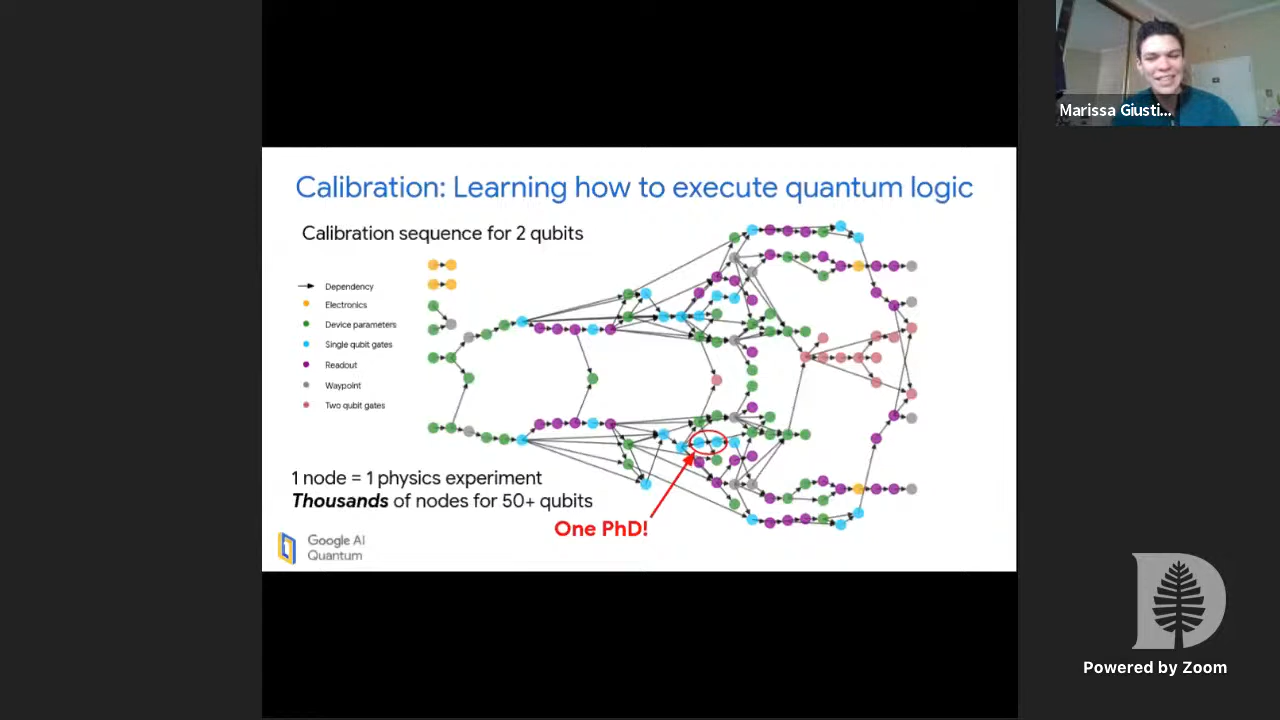 Marissa Giusti...
Calibration: Learning how to execute quantum logic
Calibration sequence for 2 qubits
Dependency
Electronics
Device parameters
Single qubit gates
Readout
Waypoint
Two qubit gates
1 node = 1 physics experiment
Thousands of nodes for 50+ qubits
One PhD!
Google AI
Quantum
D
Powered by Zoom